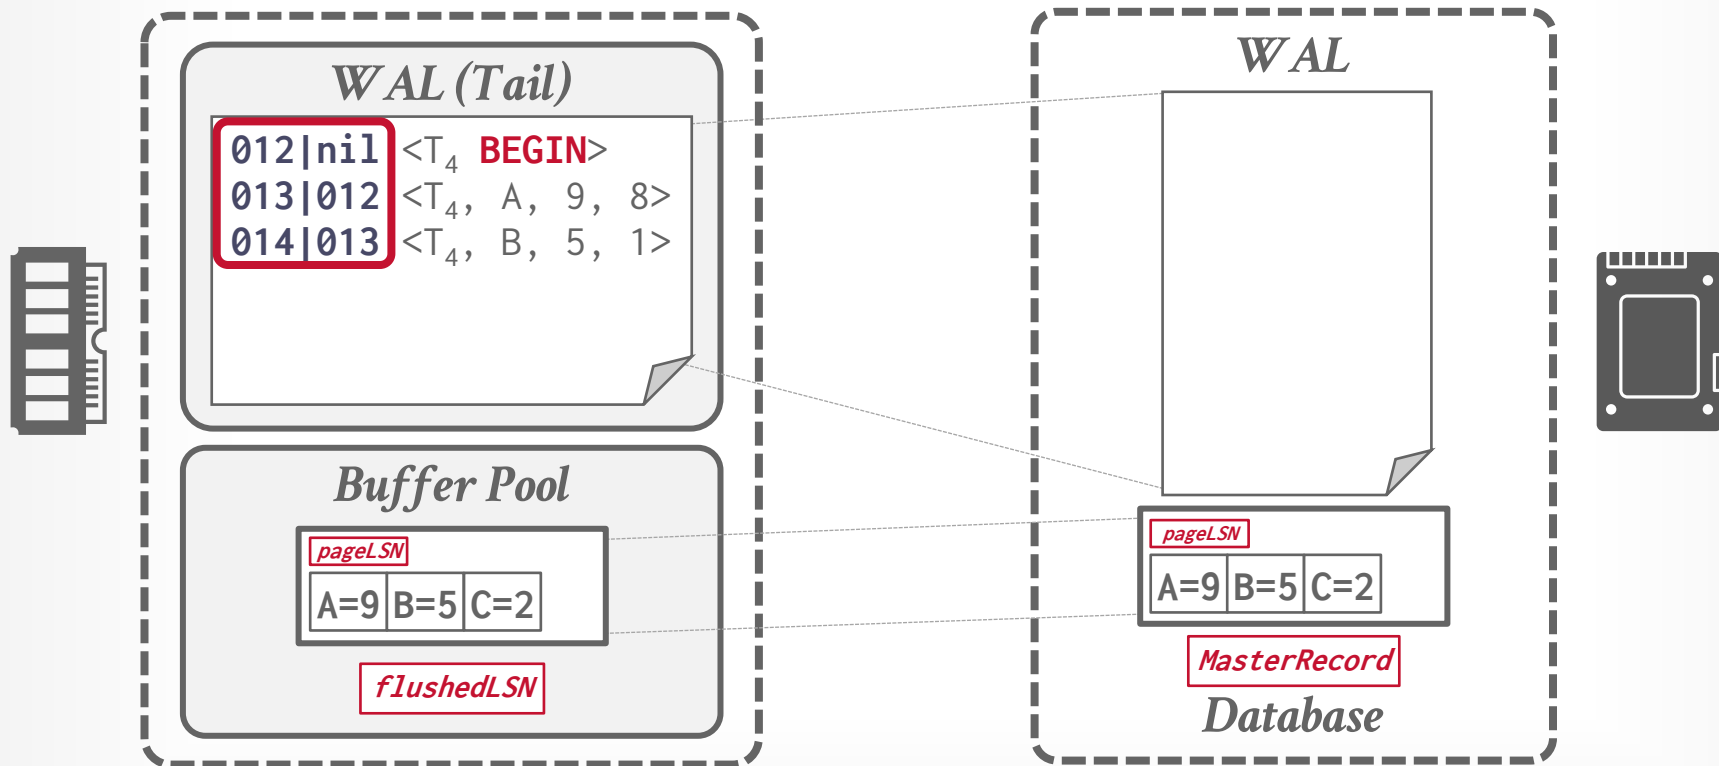 WAL (Tail)
012|nil <T4 BEGIN>
013|012 <T4, A, 9, 8>
014|013 <T4, B, 5, 1>
Buffer Pool
pageLSN
A=9 B=5 C=2
flushedLSN
WAL
pageLSN
A=9 B=5 C=2
MasterRecord
Database